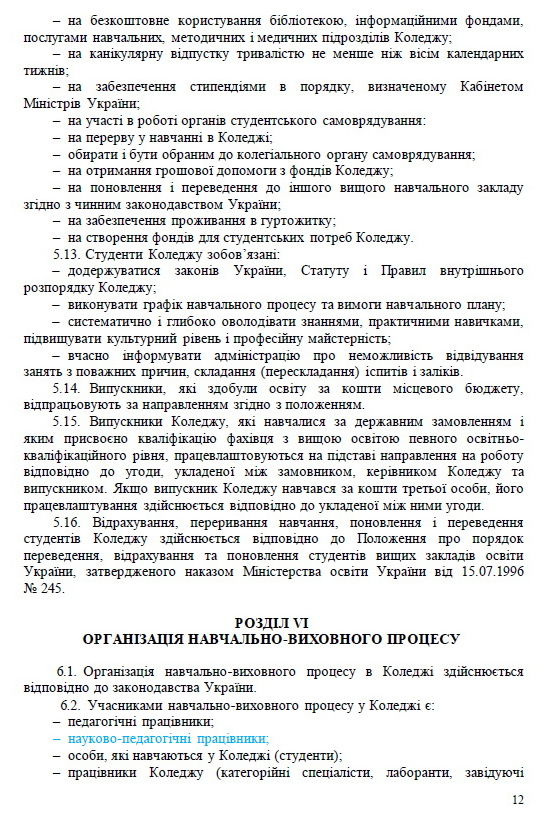 – на безкоштовне користування бібліотекою, інформаційними фондами,
послугами навчальних, методичних і медичних підрозділів Коледжу;
– на канікулярну відпустку тривалістю не менше ніж вісім календарних
тижнів;
– на забезпечення стипендіями в порядку, визначеному Кабінетом
Міністрів України;
– на участі в роботі органів студентського самоврядування:
– на перерву у навчанні в Коледжі;
– обирати і бути обраним до колегіального органу самоврядування;
– на отримання грошової допомоги з фондів Коледжу;
– на поновлення і переведення до іншого вищого навчального закладу
згідно з чинним законодавством України;
– на забезпечення проживання в гуртожитку;
– на створення фондів для студентських потреб Коледжу.
5.13. Студенти Коледжу зобов’язані:
– додержуватися законів України, Статуту і Правил внутрішнього
розпорядку Коледжу;
– виконувати графік навчального процесу та вимоги навчального плану;
– систематично і глибоко оволодівати знаннями, практичними навичками,
підвищувати культурний рівень і професійну майстерність;
– вчасно інформувати адміністрацію про неможливість відвідування
занять з поважних причин, складання (перескладання) іспитів і заліків.
5.14. Випускники, які здобули освіту за кошти місцевого бюджету,
відпрацьовують за направленням згідно з положенням.
5.15. Випускники Коледжу, які навчалися за державним замовленням і
яким присвоєно кваліфікацію фахівця з вищою освітою певного освітньо-
кваліфікаційного рівня, працевлаштовуються на підставі направлення на роботу
відповідно до угоди, укладеної між замовником, керівником Коледжу та
випускником. Якщо випускник Коледжу навчався за кошти третьої особи, його
працевлаштування здійснюється відповідно до укладеної між ними угоди.
5.16. Відрахування, переривання навчання, поновлення і переведення
студентів Коледжу здійснюється відповідно до Положення про порядок
переведення, відрахування та поновлення студентів вищих закладів освіти
України, затвердженого наказом Міністерства освіти України від 15.07.1996
№ 245.
РОЗДІЛ VI
ОРГАНІЗАЦІЯ НАВЧАЛЬНО-ВИХОВНОГО ПРОЦЕСУ
6.1. Організація навчально-виховного процесу в Коледжі здійснюється
відповідно до законодавства України.
6.2. Учасниками навчально-виховного процесу у Коледжі є:
– педагогічні працівники;
– науково-педагогічні працівники;
– особи, які навчаються у Коледжі (студенти);
– працівники Коледжу (категорійні спеціалісти, лаборанти, завідуючі
12